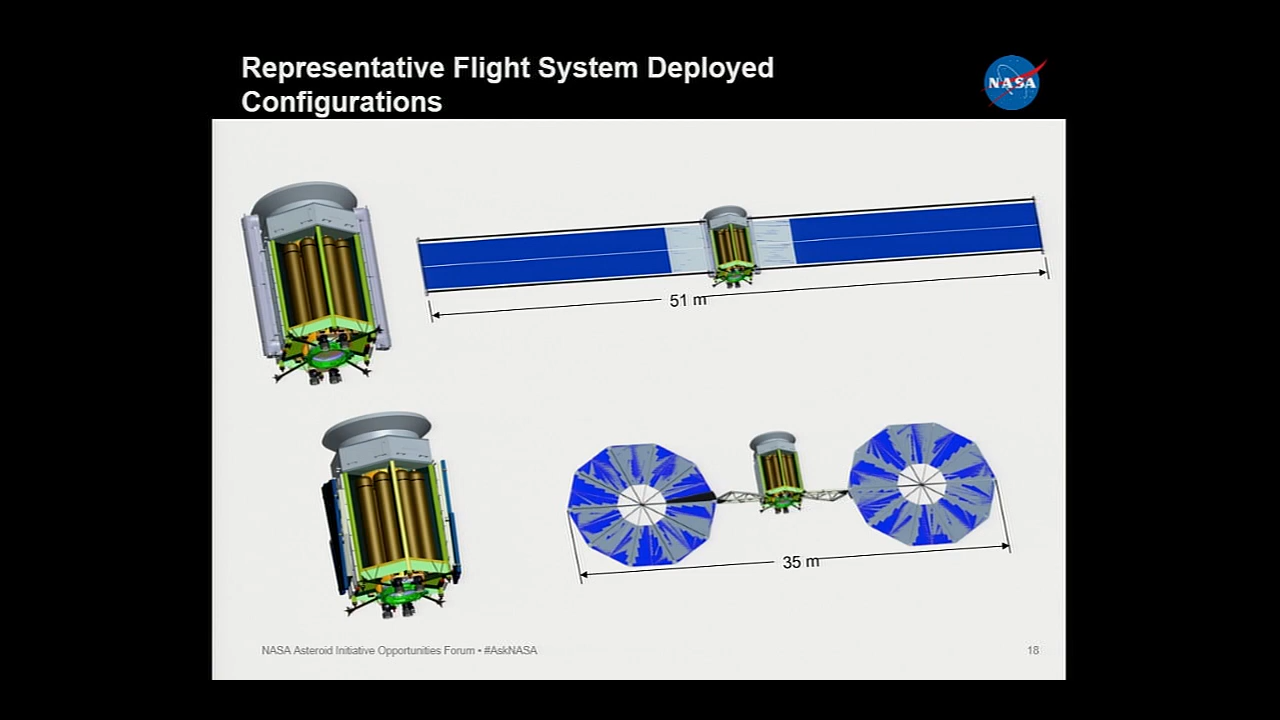 Representative Flight System Deployed
Configurations
NASA
51 m
35 m
NASA Asteroid Initiative Opportunities Forum • #AskNASA
18